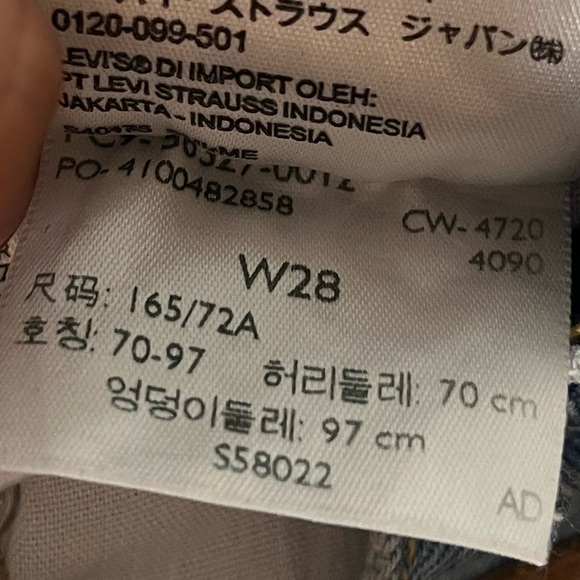 ストラウス ジャパン㈱
0120-099-501
LEVI'S® DI IMPORT OLEH:
PT LEVI STRAUSS INDONESIA
JAKARTA - INDONESIA
PO- 4100482858
CW- 4720
4090
W28
尺码: 165/72A
호칭: 70-97 허리둘레: 70 cm
엉덩이둘레: 97 cm
S58022
AD